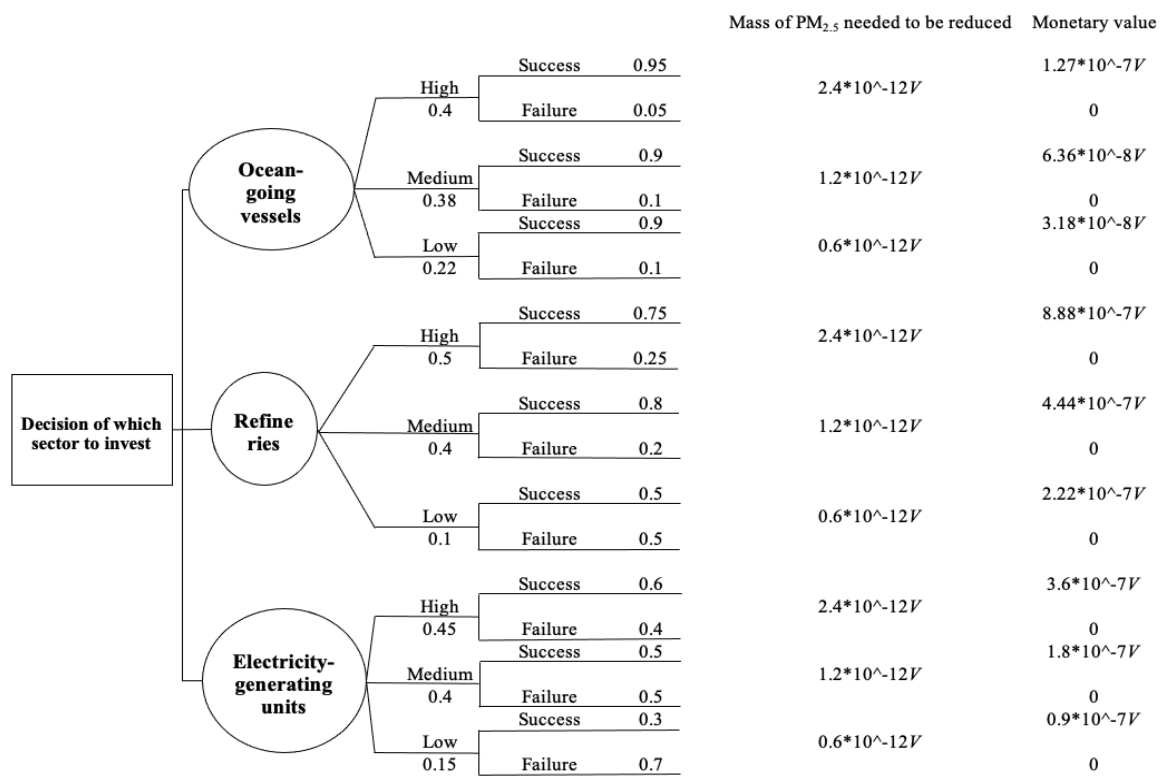 Mass of PM2.5 needed to be reduced Monetary value
Success 0.95 1.27*10^-7V
High 2.4*10^-12V
0.4 Failure 0.05 0
Success 0.9 6.36*10^-8V
Ocean-
going
vessels
Medium 1.2*10^-12V
0.38 Failure 0.1 0
Success 0.9 3.18*10^-8V
Low 0.6*10^-12V
0.22 Failure 0.1 0
Success 0.75 8.88*10^-7V
High 2.4*10^-12V
0.5 Failure 0.25 0
Decision of which
sector to invest
Refine
ries
Success 0.8 4.44*10^-7V
Medium 1.2*10^-12V
0.4 Failure 0.2 0
Success 0.5 2.22*10^-7V
Low 0.6*10^-12V
0.1 Failure 0.5 0
Success 0.6 3.6*10^-7V
High 2.4*10^-12V
0.45 Failure 0.4 0
Success 0.5 1.8*10^-7V
Electricity-
generating
units
Medium 1.2*10^-12V
0.4 Failure 0.5 0
Success 0.3 0.9*10^-7V
Low 0.6*10^-12V
0.15 Failure 0.7 0